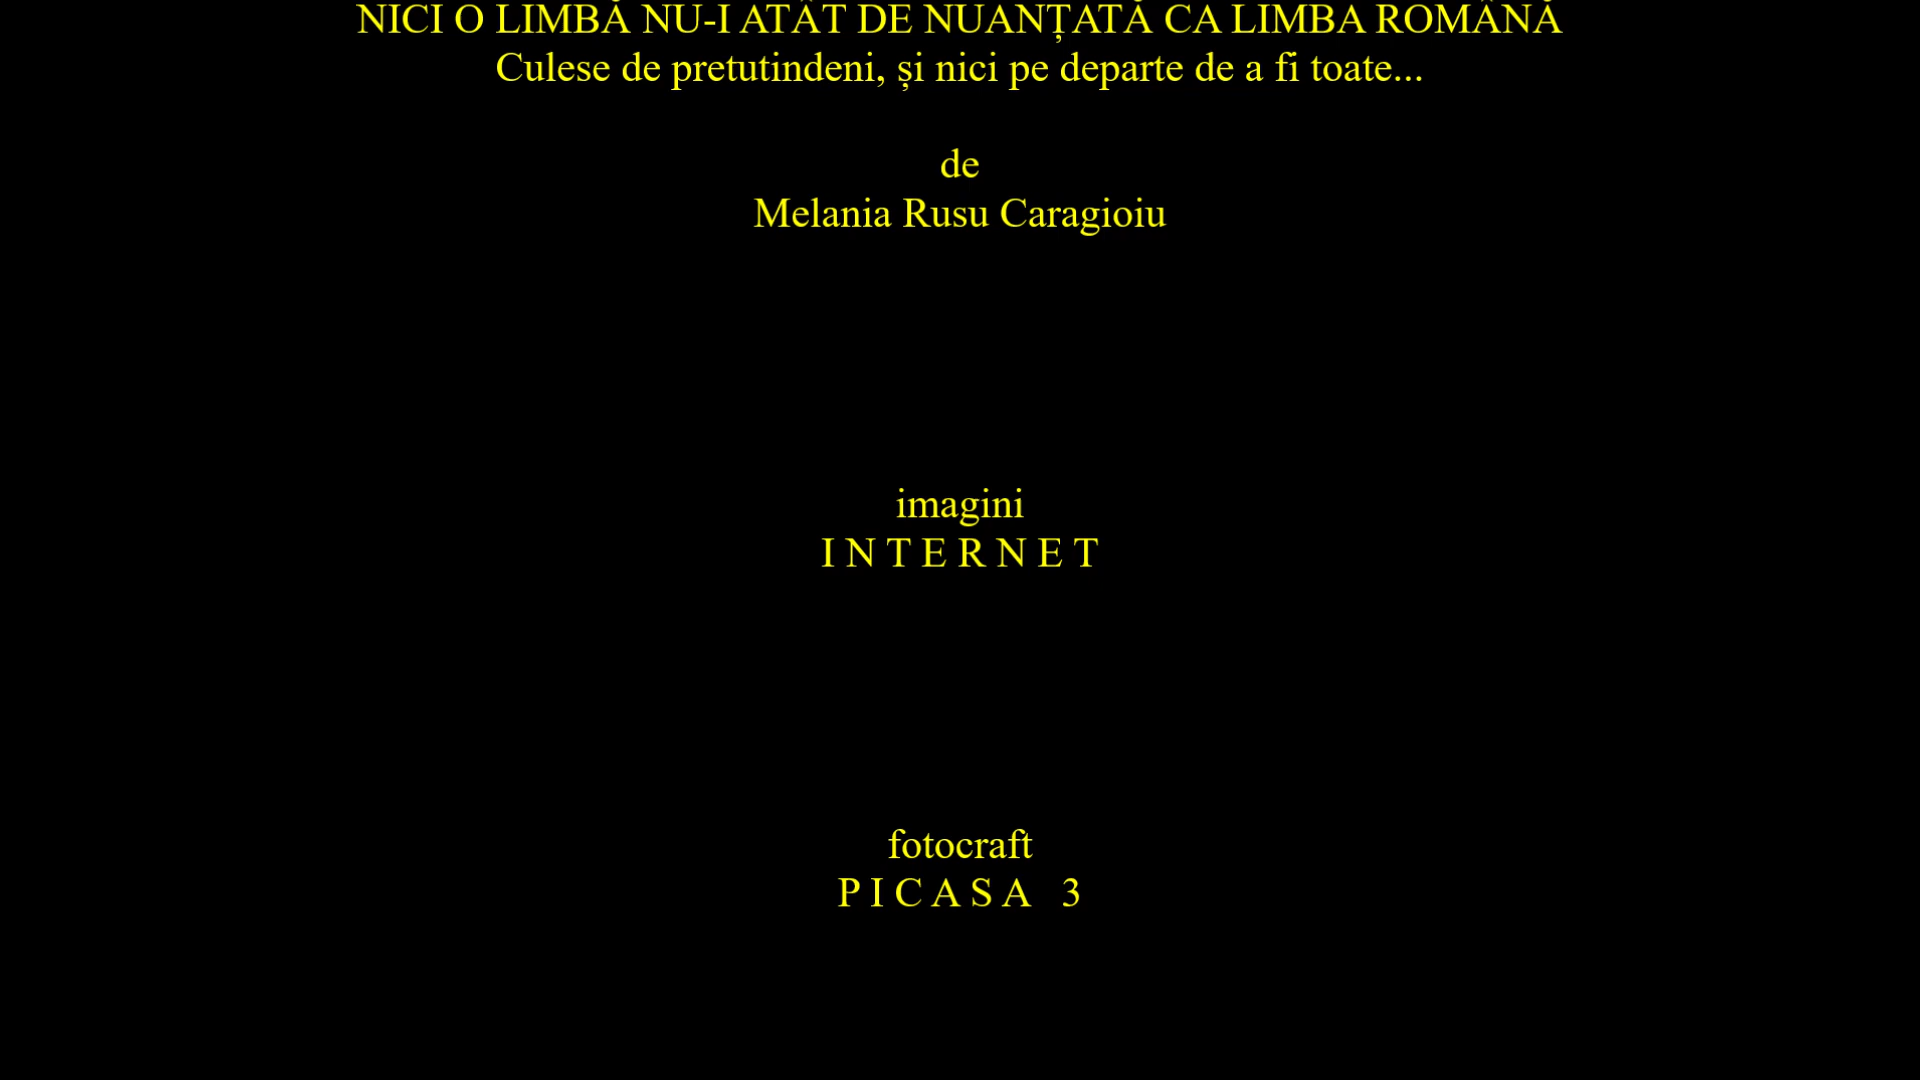 NICI O LIMBĂ NU-I ATÂT DE NUANȚATĂ CA LIMBA ROMÂNĂ
Culese de pretutindeni, și nici pe departe de a fi toate...
de
Melania Rusu Caragioiu
imagini
I N T E R N E T
fotocraft
P I C A S A 3